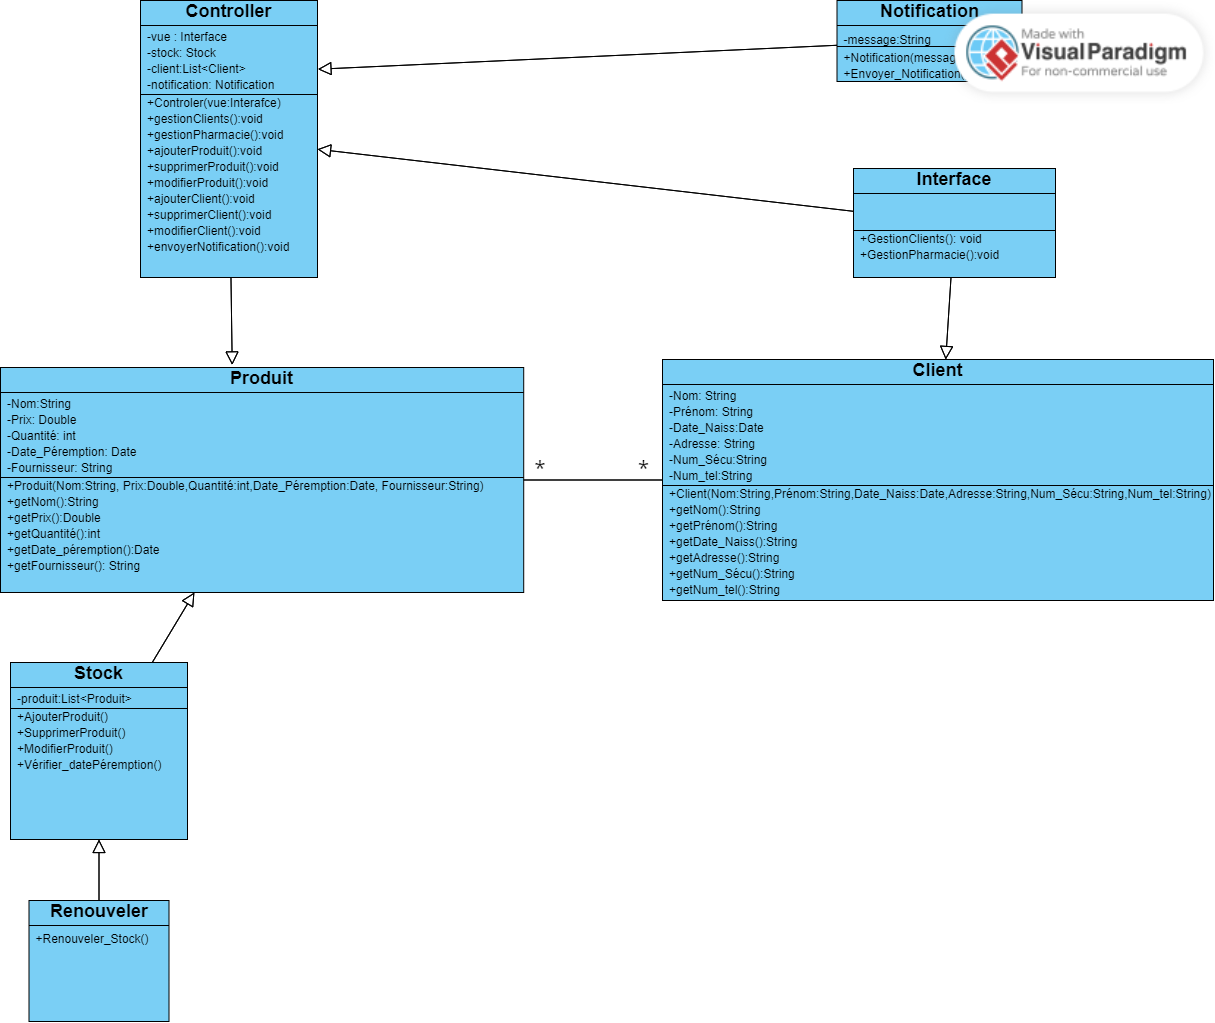 Controller
-vue : Interface
-stock: Stock
-client:List<Client>
-notification: Notification
+Controler(vue:Interafce)
+gestionClients():void
+gestionPharmacie():void
+ajouterProduit():void
+supprimerProduit():void
+modifierProduit():void
+ajouterClient():void
+supprimerClient():void
+modifierClient():void
+envoyerNotification():void
Notification
-message:String
+Notification(messag
+Envoyer_Notification(
Made with
VisualParadigm
For non-commercial use
Interface
+GestionClients(): void
+GestionPharmacie():void
Produit
-Nom:String
-Prix: Double
-Quantité: int
-Date_Péremption: Date
-Fournisseur: String
+Produit(Nom:String, Prix:Double,Quantité:int,Date_Péremption:Date, Fournisseur:String)
+getNom():String
+getPrix():Double
+getQuantité():int
+getDate_péremption():Date
+getFournisseur(): String
* *
Client
-Nom: String
-Prénom: String
-Date_Naiss:Date
-Adresse: String
-Num_Sécu:String
-Num_tel:String
+Client(Nom:String,Prénom:String,Date_Naiss:Date,Adresse:String,Num_Sécu:String,Num_tel:String)
+getNom():String
+getPrénom():String
+getDate_Naiss():String
+getAdresse():String
+getNum_Sécu():String
+getNum_tel():String
Stock
-produit:List<Produit>
+AjouterProduit()
+SupprimerProduit()
+ModifierProduit()
+Vérifier_datePéremption()
Renouveler
+Renouveler_Stock()